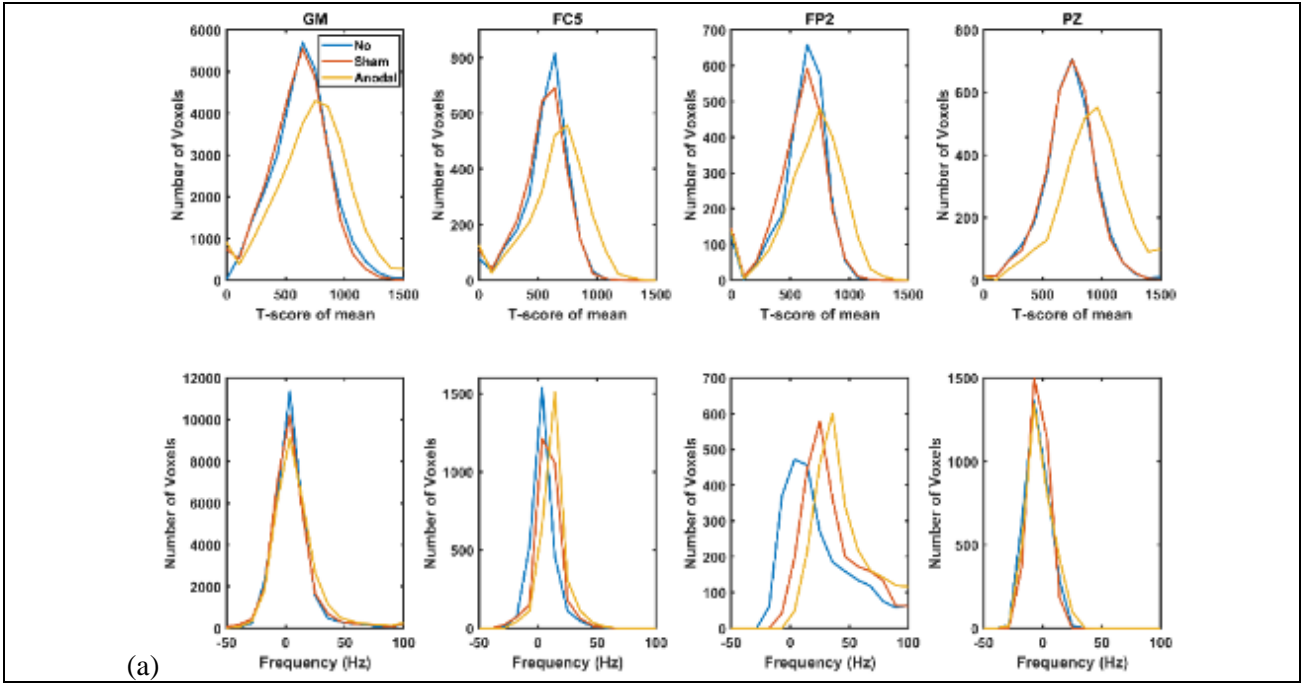 GM FC5 FP2 PZ
No
Sham
Anodal
Number of Voxels Number of Voxels Number of Voxels Number of Voxels
6000 800 700 800
5000 600 600 600
4000 400 500 400
3000 200 400 200
2000 0 300 0
1000 200
0 100
0
0 500 1000 1500 0 500 1000 1500 0 500 1000 1500 0 500 1000 1500
T-score of mean T-score of mean T-score of mean T-score of mean
Number of Voxels Number of Voxels Number of Voxels Number of Voxels
12000 1500 700 1500
10000 1000 600 1000
8000 500 500 500
6000 0 400 0
4000 300
2000 200
0 100
0
-50 0 50 100 -50 0 50 100 -50 0 50 100 -50 0 50 100
Frequency (Hz) Frequency (Hz) Frequency (Hz) Frequency (Hz)
(a)